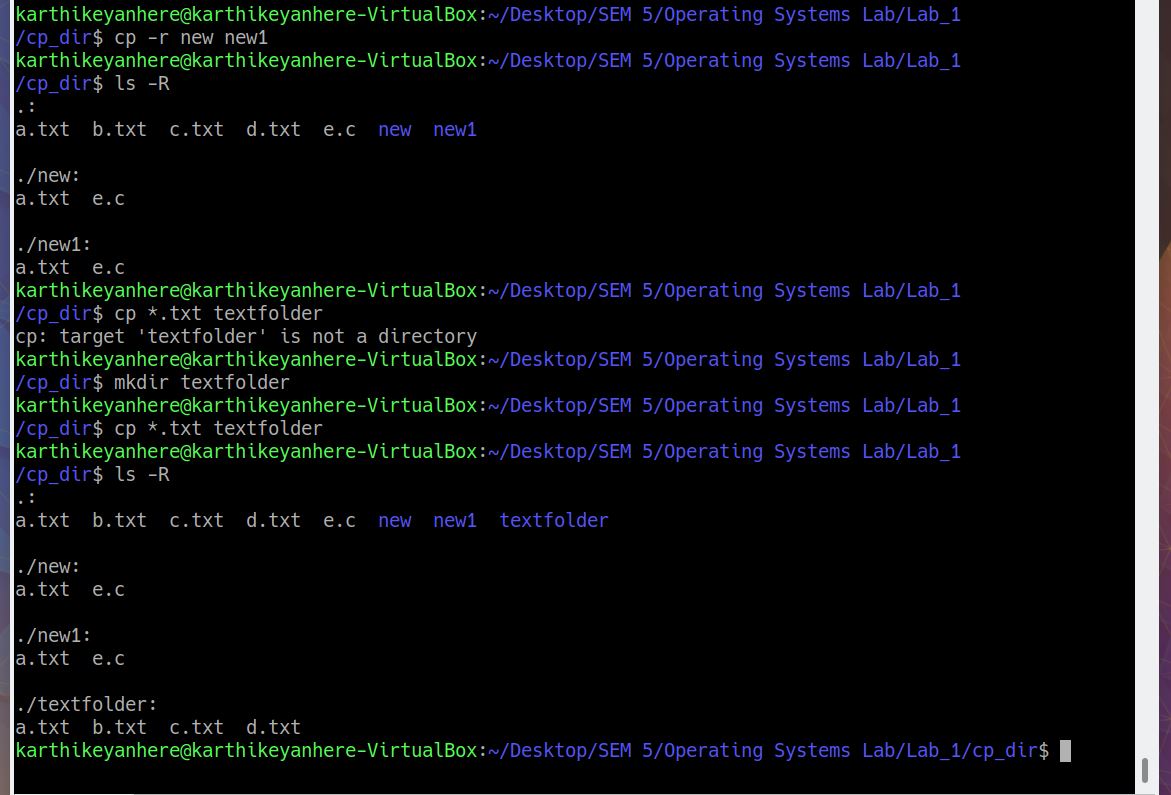 karthikeyanhere@karthikeyanhere-VirtualBox:~/Desktop/SEM 5/Operating Systems Lab/Lab_1
/cp_dir$ cp -r new new1
karthikeyanhere@karthikeyanhere-VirtualBox:~/Desktop/SEM 5/Operating Systems Lab/Lab_1
/cp_dir$ ls -R
.:
a.txt  b.txt  c.txt  d.txt  e.c  new  new1

./new:
a.txt  e.c

./new1:
a.txt  e.c
karthikeyanhere@karthikeyanhere-VirtualBox:~/Desktop/SEM 5/Operating Systems Lab/Lab_1
/cp_dir$ cp *.txt textfolder
cp: target 'textfolder' is not a directory
karthikeyanhere@karthikeyanhere-VirtualBox:~/Desktop/SEM 5/Operating Systems Lab/Lab_1
/cp_dir$ mkdir textfolder
karthikeyanhere@karthikeyanhere-VirtualBox:~/Desktop/SEM 5/Operating Systems Lab/Lab_1
/cp_dir$ cp *.txt textfolder
karthikeyanhere@karthikeyanhere-VirtualBox:~/Desktop/SEM 5/Operating Systems Lab/Lab_1
/cp_dir$ ls -R
.:
a.txt  b.txt  c.txt  d.txt  e.c  new  new1  textfolder

./new:
a.txt  e.c

./new1:
a.txt  e.c

./textfolder:
a.txt  b.txt  c.txt  d.txt
karthikeyanhere@karthikeyanhere-VirtualBox:~/Desktop/SEM 5/Operating Systems Lab/Lab_1/cp_dir$